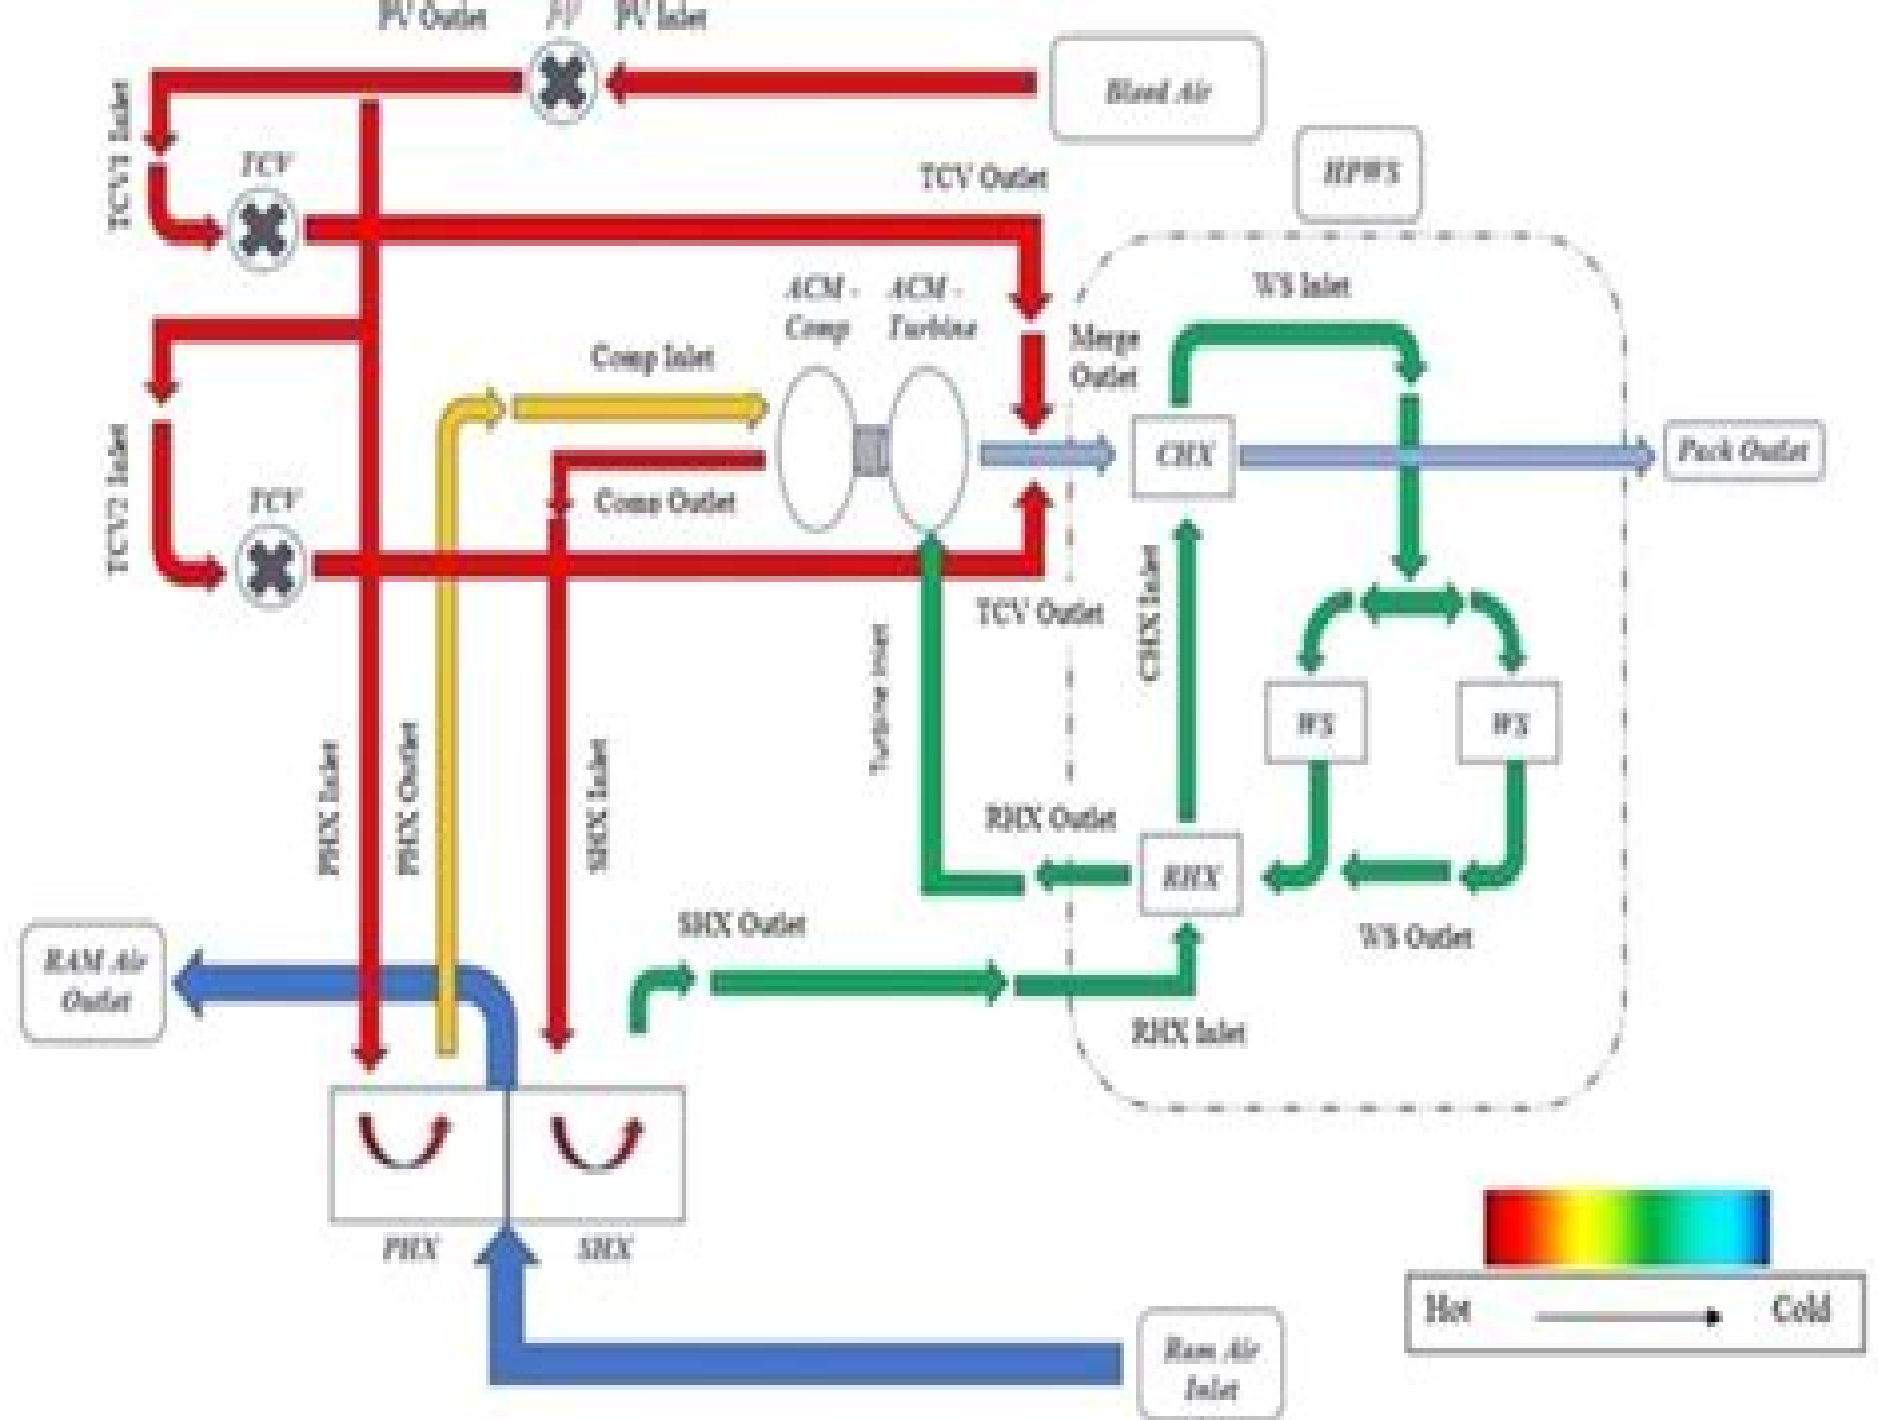 PV Outlet
PV Inlet
Bleed Air
TCV1 Inlet
TCV
TCV Outlet
HPWS
WS Inlet
ACM -
Comp
ACM -
Turbine
Comp Inlet
Merge
Outlet
CHX
Pack Outlet
Comp Outlet
TCV2 Inlet
TCV
TCV Outlet
CHX Inlet
Turbine Inlet
WS
WS
PHX Inlet
PHX Outlet
SHX Inlet
RHX Outlet
RHX
SHX Outlet
WS Outlet
RAM Air
Outlet
RHX Inlet
PHX
SHX
Hot
Cold
Ram Air
Inlet